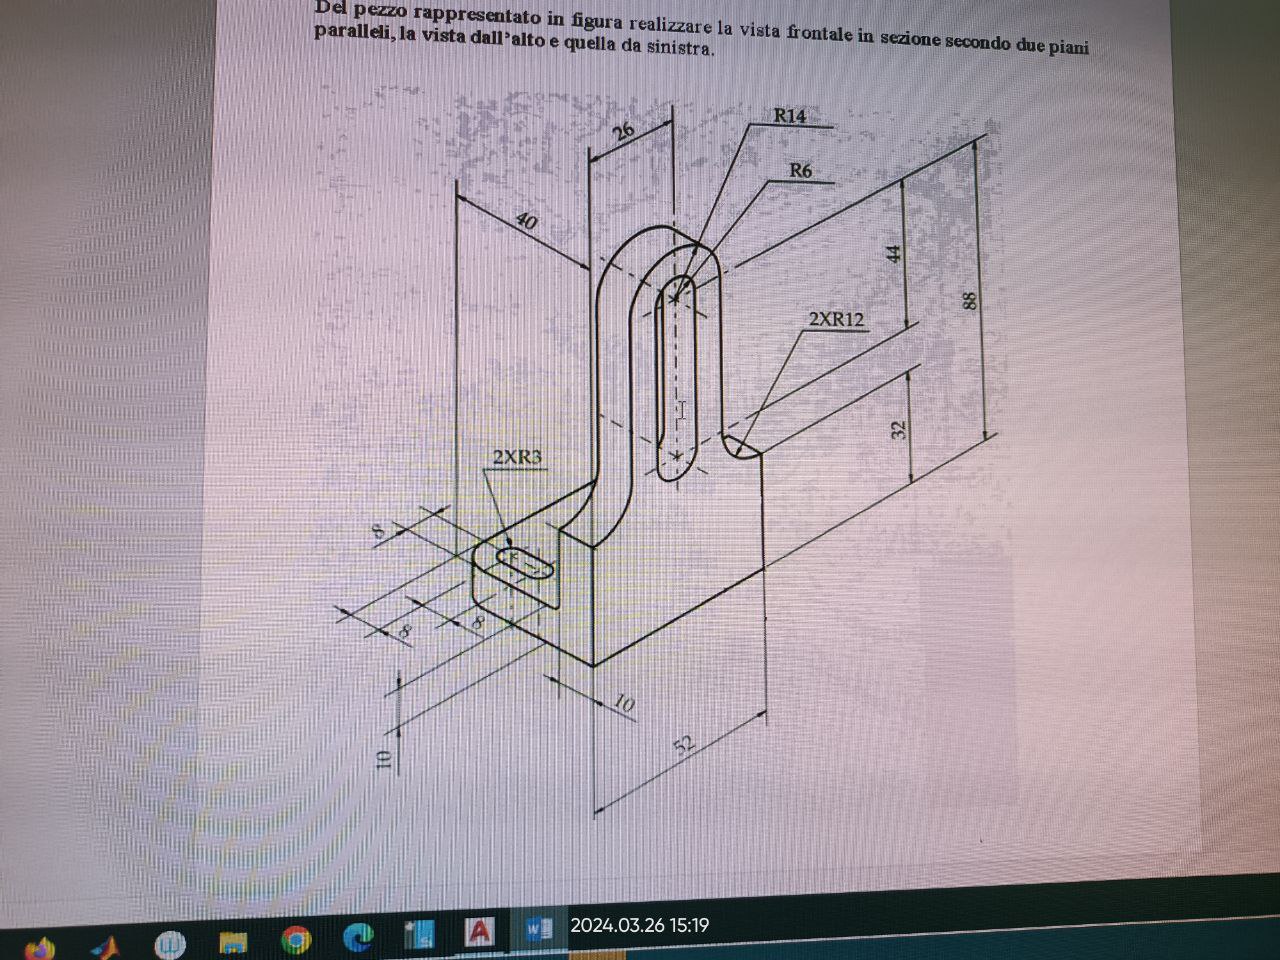 Del pezzo rappresentato in figura realizzare la vista frontale in sezione secondo due piani
paralleli, la vista dall'alto e quella da sinistra.
R14
26
R6
40
44
88
2XR12
32
2XR3
8
8
8
10
52
10
2024.03.26 15:19